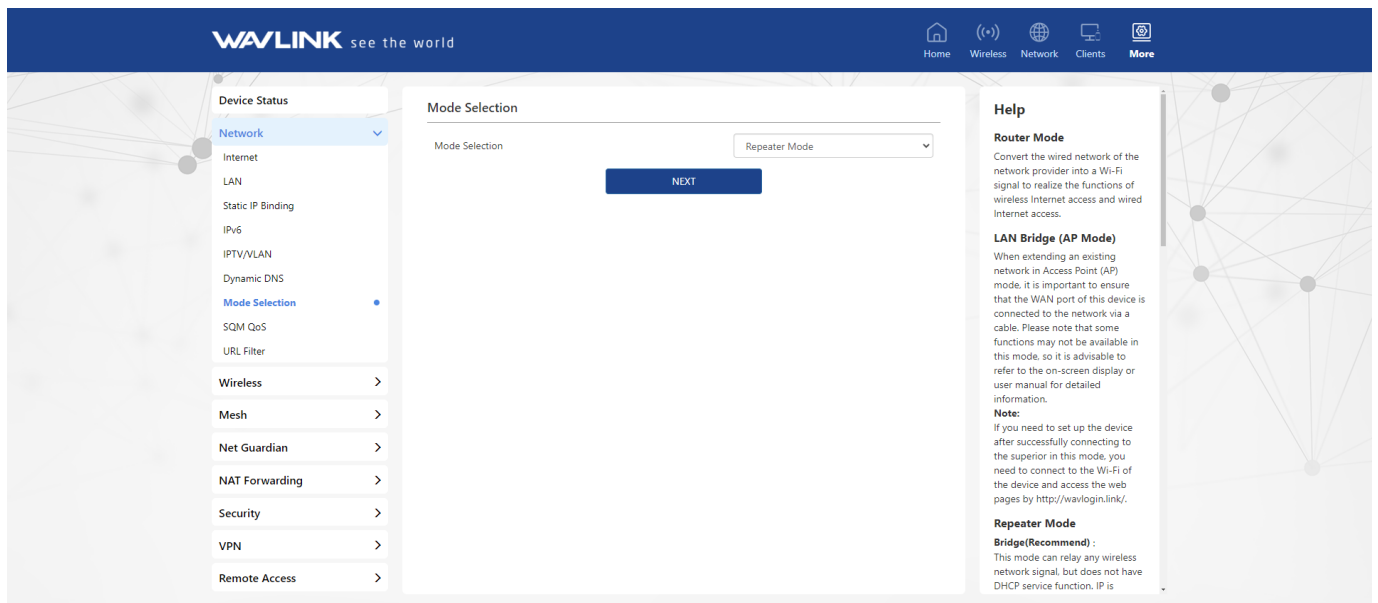 WAVLINK see the world
Home
Wireless
Network
Clients
More
Device Status
Network
Internet
LAN
Static IP Binding
IPv6
IPTV/VLAN
Dynamic DNS
Mode Selection
SQM QoS
URL Filter
Wireless
Mesh
Net Guardian
NAT Forwarding
Security
VPN
Remote Access
Mode Selection
Mode Selection
Repeater Mode
NEXT
Help
Router Mode
Convert the wired network of the
network provider into a Wi-Fi
signal to realize the functions of
wireless Internet access and wired
Internet access.
LAN Bridge (AP Mode)
When extending an existing
network in Access Point (AP)
mode, it is important to ensure
that the WAN port of this device is
connected to the network via a
cable. Please note that some
functions may not be available in
this mode, so it is advisable to
refer to the on-screen display or
user manual for detailed
information.
Note:
If you need to set up the device
after successfully connecting to
the superior in this mode, you
need to connect to the Wi-Fi of
the device and access the web
pages by http://wavlogin.link/.
Repeater Mode
Bridge(Recommend) :
This mode can relay any wireless
network signal, but does not have
DHCP service function. IP is